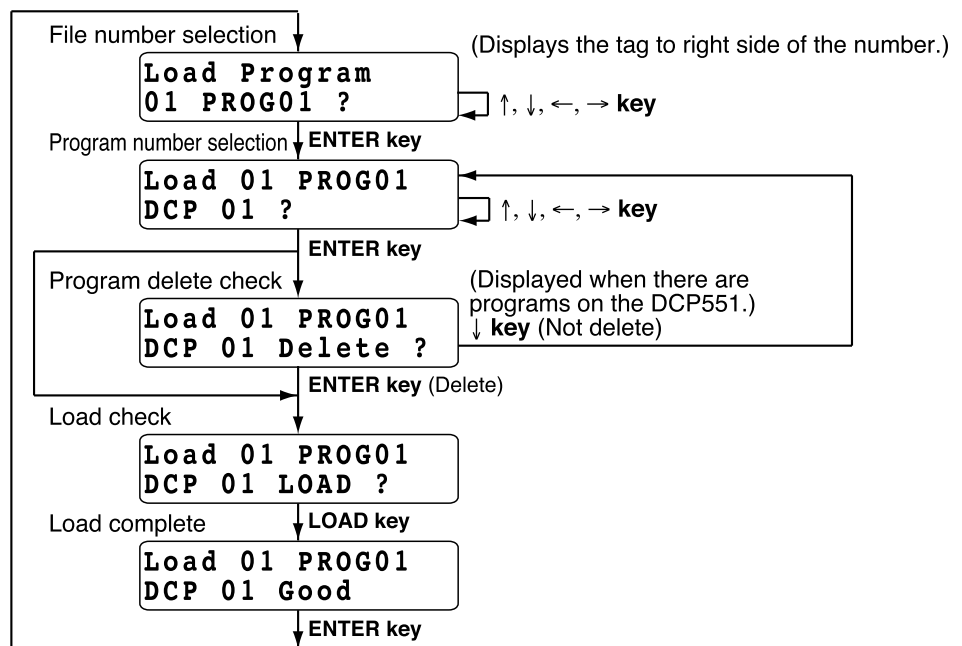 File number selection
(Displays the tag to right side of the number.)
Load Program
01 PROG01 ?
↑, ↓, ←, → key
ENTER key
Program number selection
Load 01 PROG01
DCP 01 ?
↑, ↓, ←, → key
ENTER key
Program delete check
(Displayed when there are
programs on the DCP551.)
↓ key (Not delete)
Load 01 PROG01
DCP 01 Delete ?
ENTER key (Delete)
Load check
Load 01 PROG01
DCP 01 LOAD ?
LOAD key
Load complete
Load 01 PROG01
DCP 01 Good
ENTER key